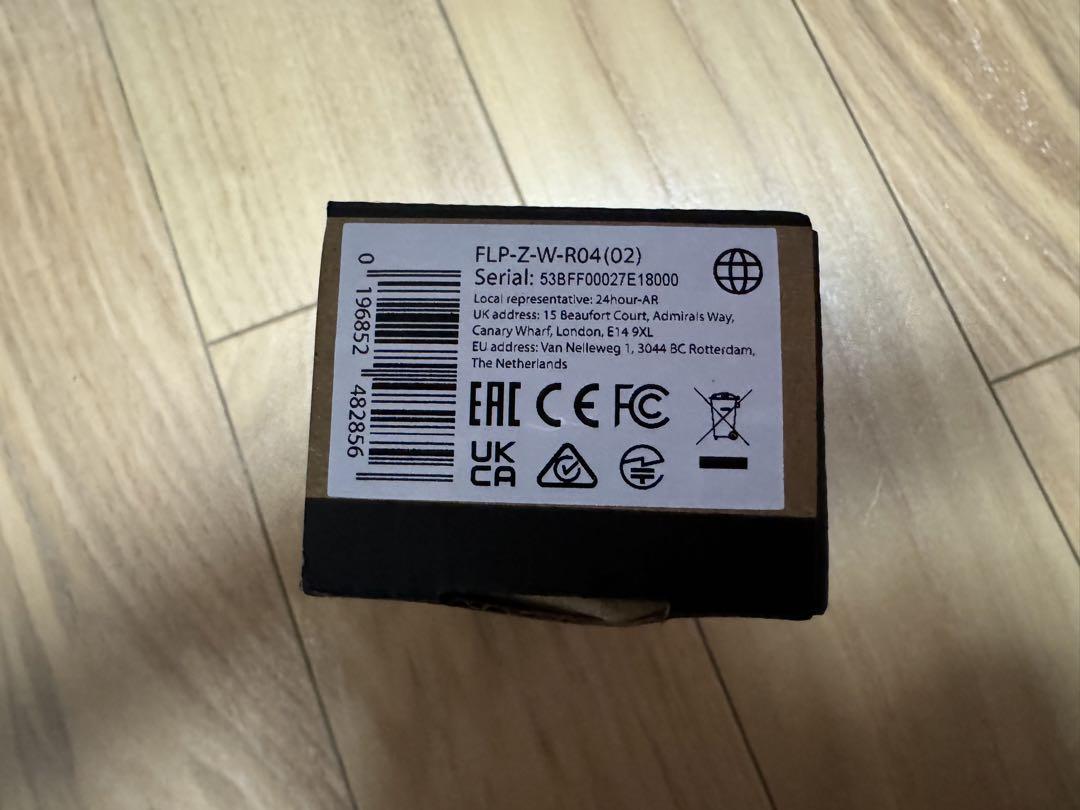 FLP-Z-W-R04(02)
Serial: 53BFF00027E18000
Local representative: 24hour-AR
UK address: 15 Beaufort Court, Admirals Way,
Canary Wharf, London, E14 9XL
EU address: Van Nelleweg 1, 3044 BC Rotterdam,
The Netherlands
EAC CE FC
UK
CA
0 196852 482856